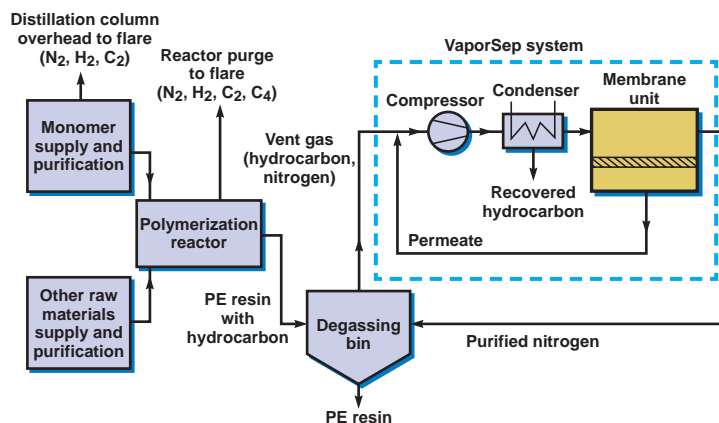 Distillation column
overhead to flare
(N2, H2, C2)
Reactor purge
to flare
(N2, H2, C2, C4)
VaporSep system
Compressor
Condenser
Membrane
unit
Monomer
supply and
purification
Vent gas
(hydrocarbon,
nitrogen)
Recovered
hydrocarbon
Polymerization
reactor
Permeate
Other raw
materials
supply and
purification
PE resin
with
hydrocarbon
Degassing
bin
Purified nitrogen
PE resin